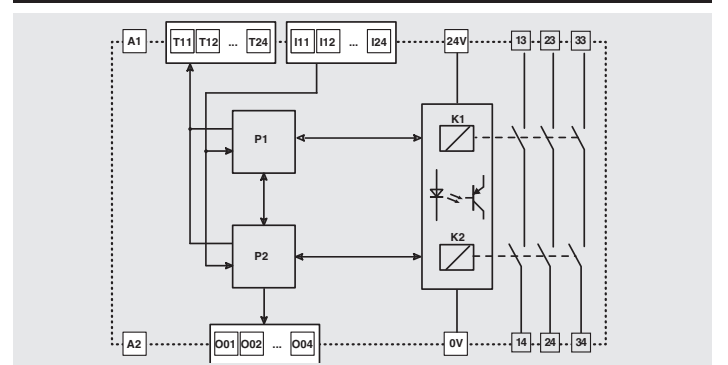 A1 T11 T12 ... T24 I11 I12 ... I24 24V 13 23 33
K1
P1
K2
P2
A2 O01 O02 ... O04 0V 14 24 34